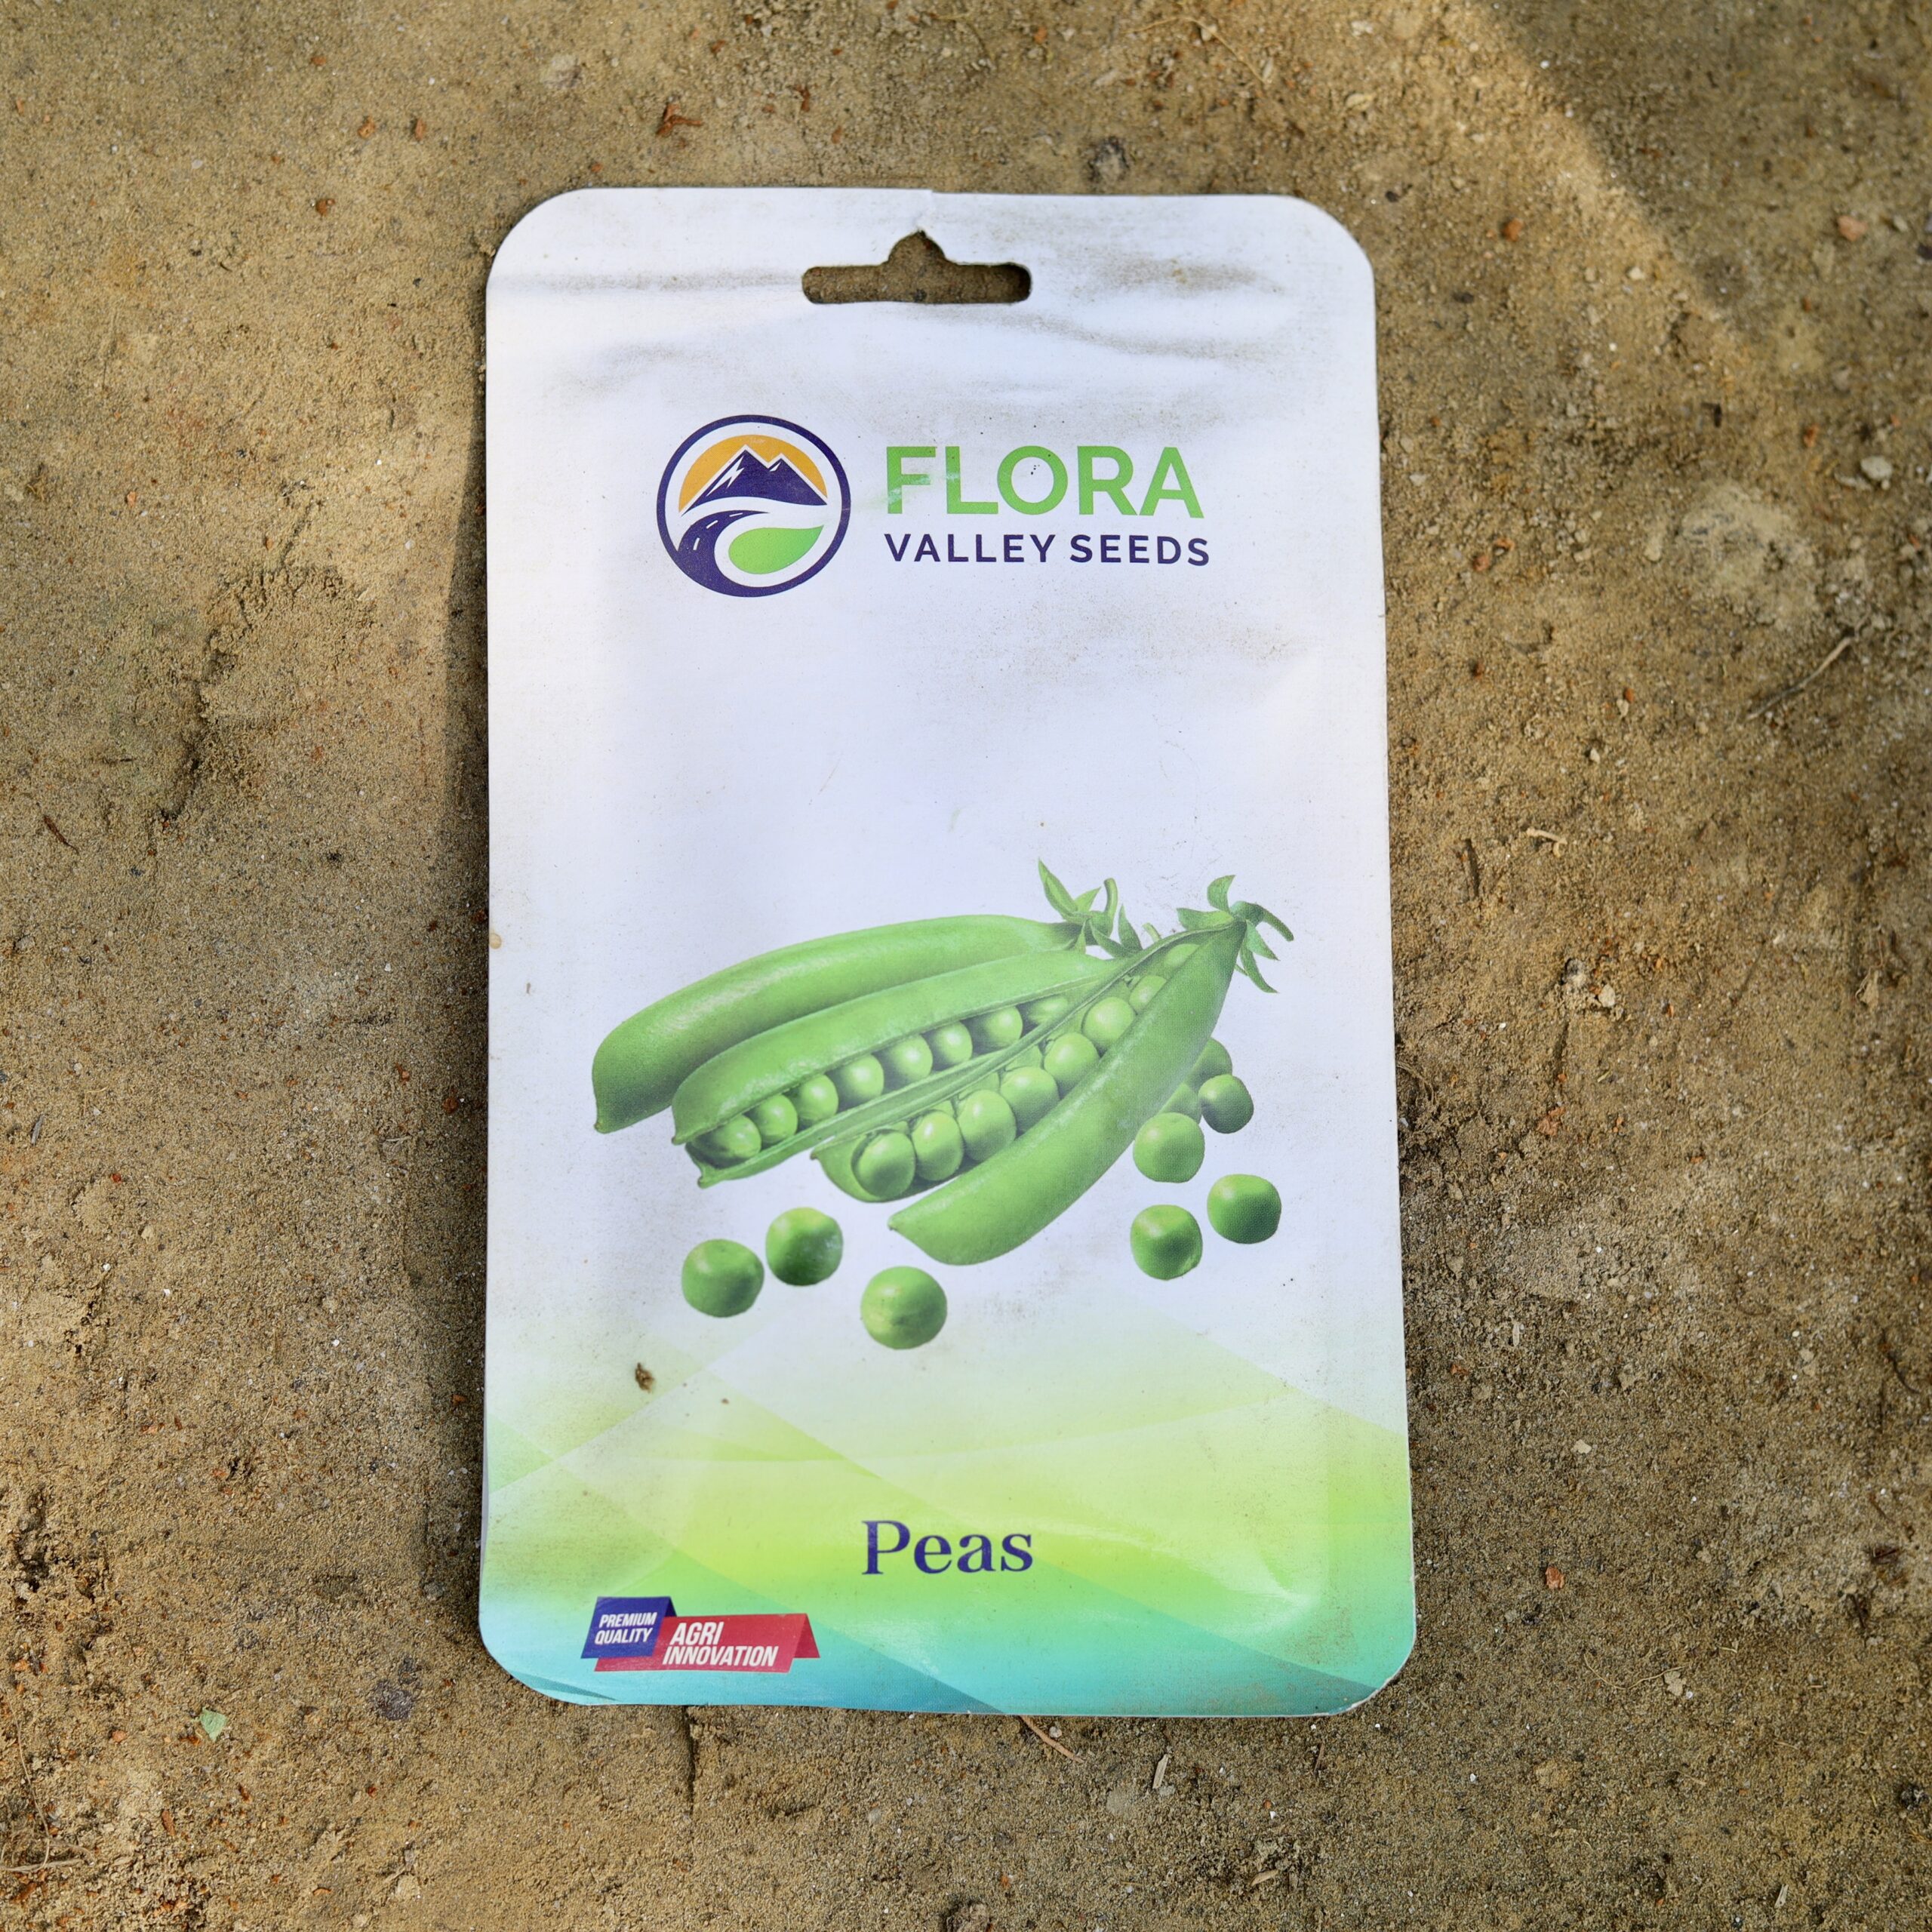 FLORA
VALLEY SEEDS
Peas
PREMIUM
QUALITY
AGRI
INNOVATION